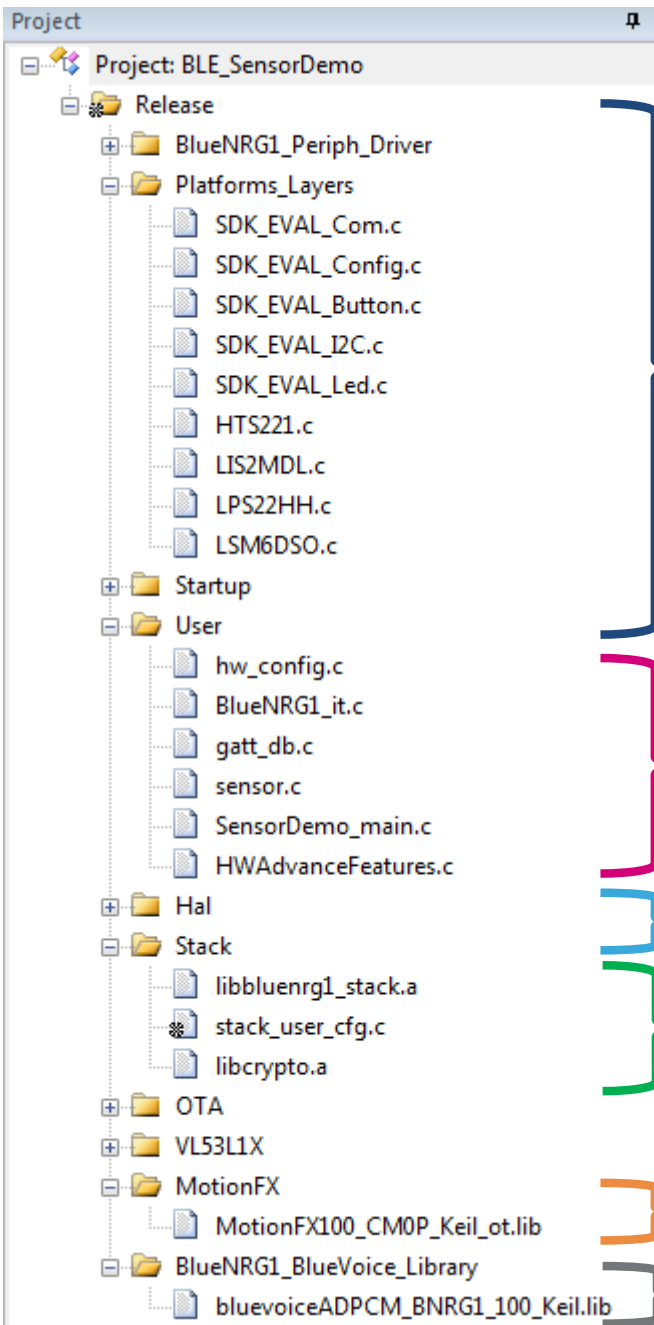 Project
Project: BLE_SensorDemo
Release
BlueNRG1_Periph_Driver
Platforms_Layers
SDK_EVAL_Com.c
SDK_EVAL_Config.c
SDK_EVAL_Button.c
SDK_EVAL_I2C.c
SDK_EVAL_Led.c
HTS221.c
LIS2MDL.c
LPS22HH.c
LSM6DSO.c
Startup
User
hw_config.c
BlueNRG1_it.c
gatt_db.c
sensor.c
SensorDemo_main.c
HWAdvanceFeatures.c
Hal
Stack
libbluenrg1_stack.a
stack_user_cfg.c
libcrypto.a
OTA
VL53L1X
MotionFX
MotionFX100_CM0P_Keil_ot.lib
BlueNRG1_BlueVoice_Library
bluevoiceADPCM_BNRG1_100_Keil.lib